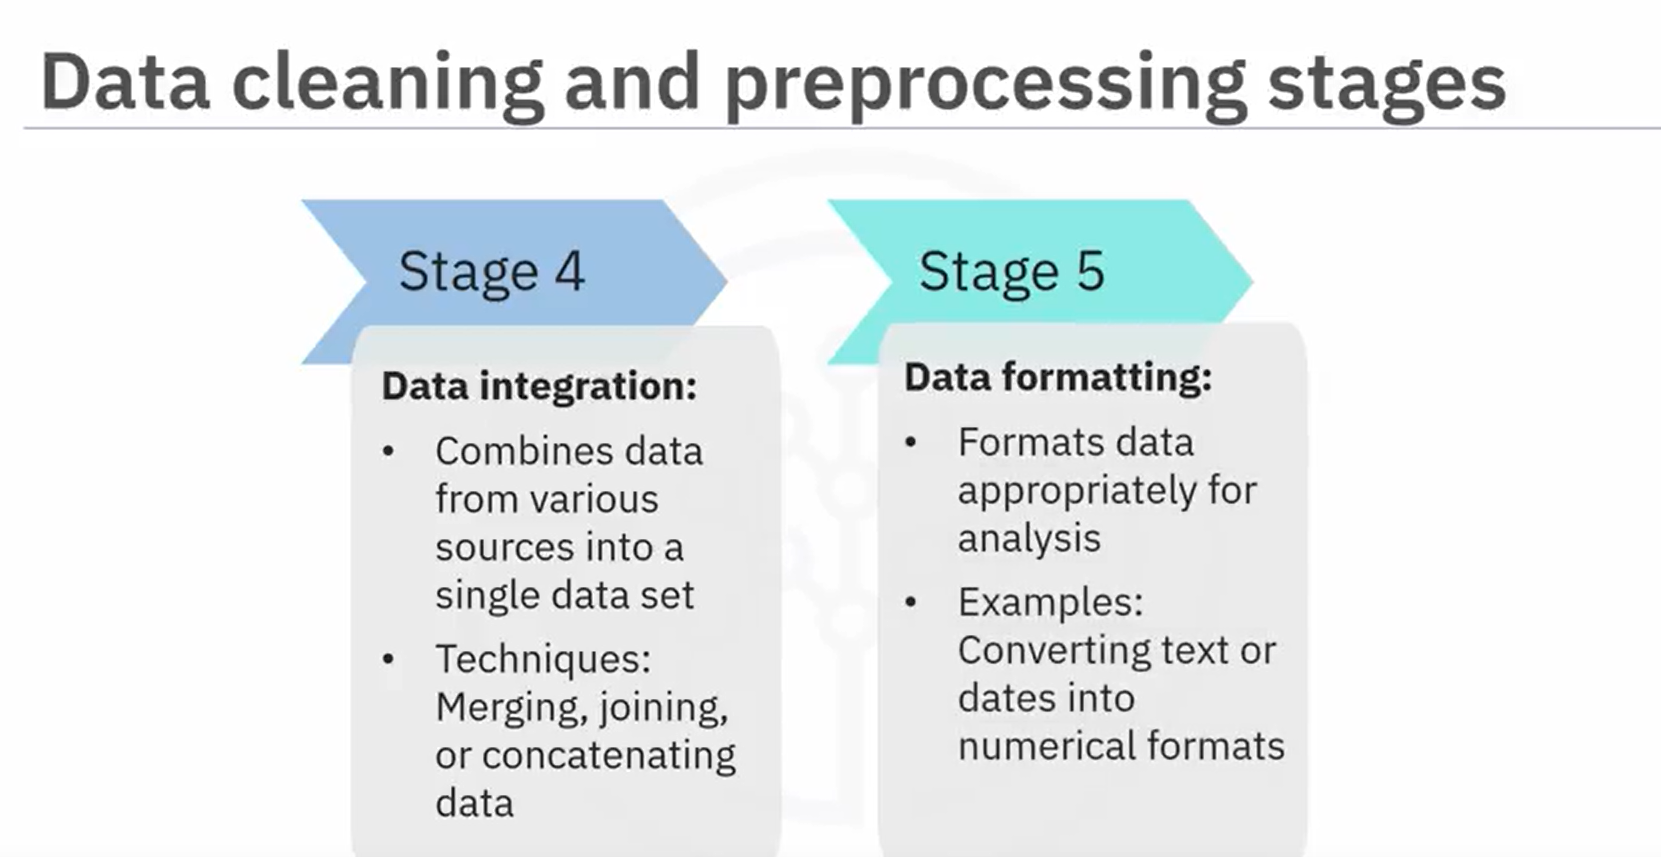 Data cleaning and preprocessing stages
Stage 4
Data integration:
• Combines data
from various
sources into a
single data set
• Techniques:
Merging, joining,
or concatenating
data
Stage 5
Data formatting:
• Formats data
appropriately for
analysis
• Examples:
Converting text or
dates into
numerical formats